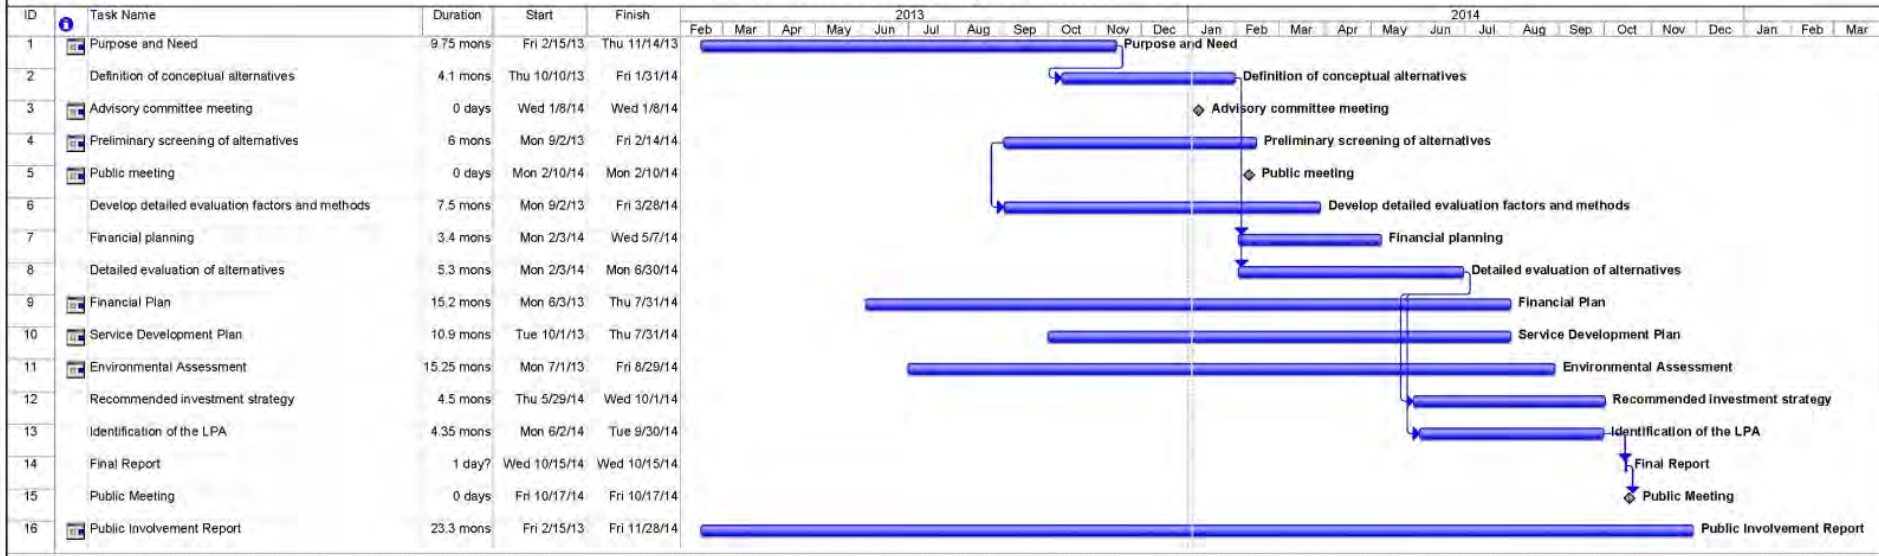 ID Task Name Duration Start Finish 2013 2014
Feb Mar Apr May Jun Jul Aug Sep Oct Nov Dec Jan Feb Mar Apr May Jun Jul Aug Sep Oct Nov Dec Jan Feb Mar
1 Purpose and Need 9.75 mons Fri 2/15/13 Thu 11/14/13 Purpose and Need
2 Definition of conceptual alternatives 4.1 mons Thu 10/10/13 Fri 1/31/14 Definition of conceptual alternatives
3 Advisory committee meeting 0 days Wed 1/8/14 Wed 1/8/14 Advisory committee meeting
4 Preliminary screening of alternatives 6 mons Mon 9/2/13 Fri 2/14/14 Preliminary screening of alternatives
5 Public meeting 0 days Mon 2/10/14 Mon 2/10/14 Public meeting
6 Develop detailed evaluation factors and methods 7.5 mons Mon 9/2/13 Fri 3/28/14 Develop detailed evaluation factors and methods
7 Financial planning 3.4 mons Mon 2/3/14 Wed 5/7/14 Financial planning
8 Detailed evaluation of alternatives 5.3 mons Mon 2/3/14 Mon 6/30/14 Detailed evaluation of alternatives
9 Financial Plan 15.2 mons Mon 6/3/13 Thu 7/31/14 Financial Plan
10 Service Development Plan 10.9 mons Tue 10/1/13 Thu 7/31/14 Service Development Plan
11 Environmental Assessment 15.25 mons Mon 7/1/13 Fri 8/29/14 Environmental Assessment
12 Recommended investment strategy 4.5 mons Thu 5/29/14 Wed 10/1/14 Recommended investment strategy
13 Identification of the LPA 4.35 mons Mon 6/2/14 Tue 9/30/14 Identification of the LPA
14 Final Report 1 day? Wed 10/15/14 Wed 10/15/14 Final Report
15 Public Meeting 0 days Fri 10/17/14 Fri 10/17/14 Public Meeting
16 Public Involvement Report 23.3 mons Fri 2/15/13 Fri 11/28/14 Public Involvement Report